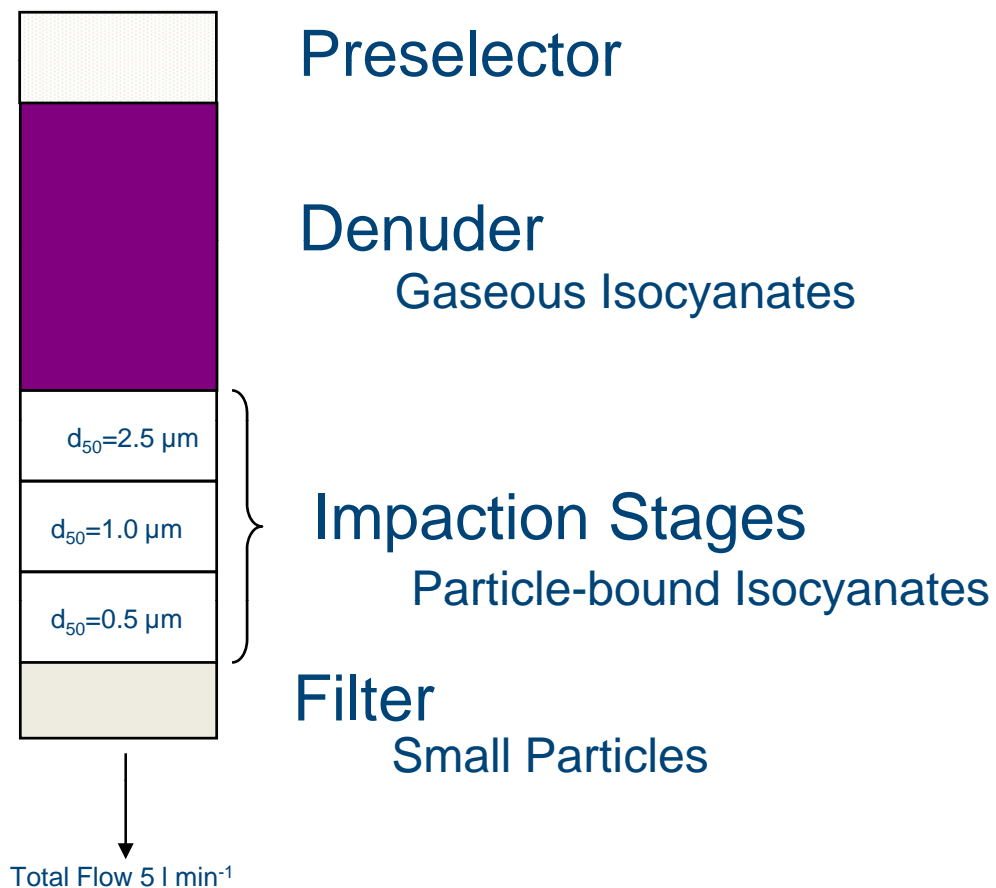 Preselector
Denuder
Gaseous Isocyanates
d₅₀=2.5 µm
d₅₀=1.0 µm
Impaction Stages
Particle-bound Isocyanates
d₅₀=0.5 µm
Filter
Small Particles
Total Flow 5 l min⁻¹